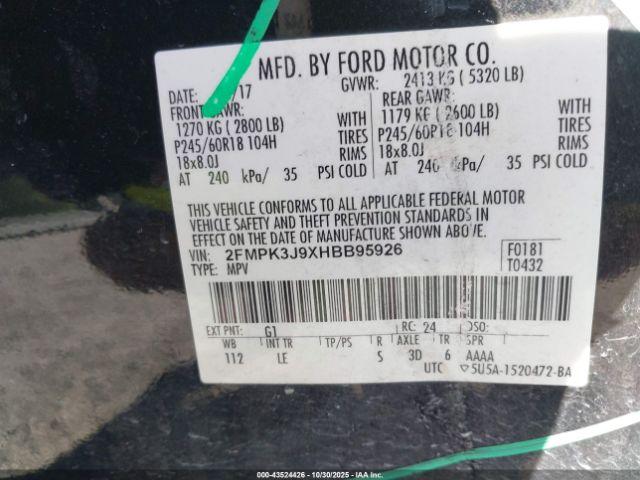 MFD. BY FORD MOTOR CO.
DATE: /17 GVWR: 2413 KG ( 5320 LB)
FRONT GAWR: REAR GAWR:
1270 KG ( 2800 LB) WITH 1179 KG ( 2600 LB) WITH
P245/60R18 104H TIRES P245/60R18 104H TIRES
18x8.0J RIMS 18x8.0J RIMS
AT 240 kPa/ 35 PSI COLD AT 240 kPa/ 35 PSI COLD
THIS VEHICLE CONFORMS TO ALL APPLICABLE FEDERAL MOTOR
VEHICLE SAFETY AND THEFT PREVENTION STANDARDS IN
EFFECT ON THE DATE OF MANUFACTURE SHOWN ABOVE.
VIN: 2FMPK3J9XHBB95926 F0181
TYPE: MPV T0432
EXT PNT: G1 RC: 24 DSO:
WB INT TR TP/PS R AXLE TR SPR
112 LE S 3D 6 AAAA
UTC 5U5A-1520472-BA
00-43524426 - 10/30/2025 - IAA Inc.